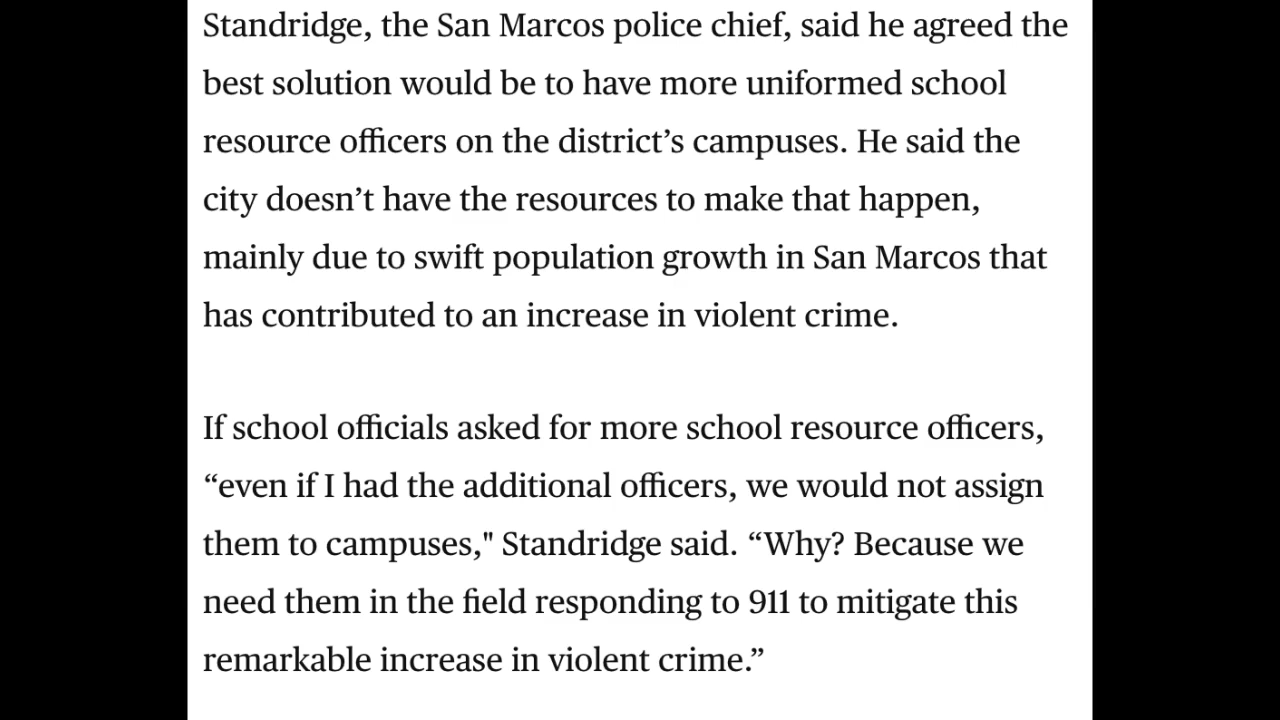 Standridge, the San Marcos police chief, said he agreed the
best solution would be to have more uniformed school
resource officers on the district’s campuses. He said the
city doesn’t have the resources to make that happen,
mainly due to swift population growth in San Marcos that
has contributed to an increase in violent crime.
If school officials asked for more school resource officers,
“even if I had the additional officers, we would not assign
them to campuses," Standridge said. “Why? Because we
need them in the field responding to 911 to mitigate this
remarkable increase in violent crime.”